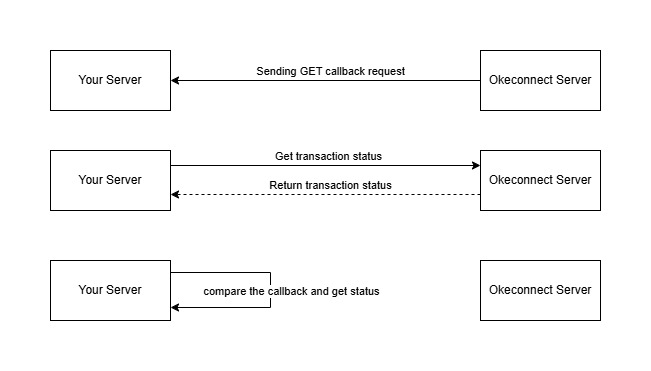 Your Server
Sending GET callback request
Okeconnect Server
Your Server
Get transaction status
Return transaction status
Okeconnect Server
Your Server
compare the callback and get status
Okeconnect Server